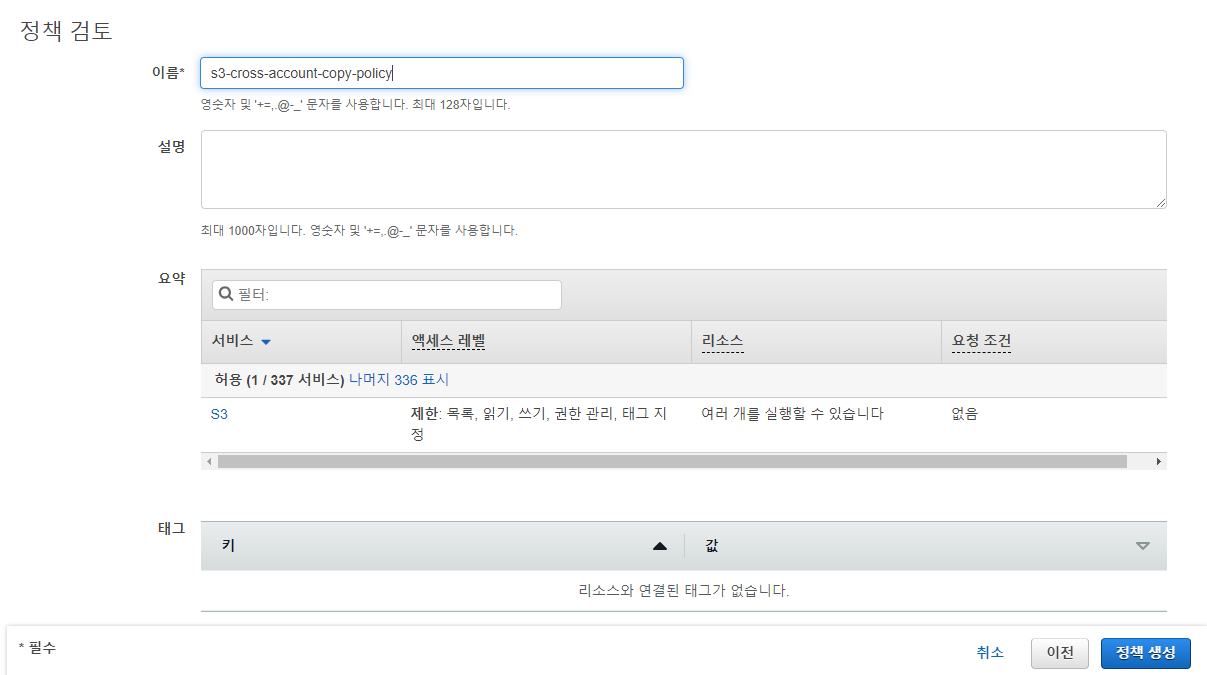 정책 검토
이름* s3-cross-account-copy-policy
영숫자 및 '+=,.@-_' 문자를 사용합니다. 최대 128자입니다.
설명
최대 1000자입니다. 영숫자 및 '+=,.@-_' 문자를 사용합니다.
요약 필터:
서비스 액세스 레벨 리소스 요청 조건
허용 (1 / 337 서비스) 나머지 336 표시
S3 제한: 목록, 읽기, 쓰기, 권한 관리, 태그 지 여러 개를 실행할 수 있습니다 없음
정
태그 키 값
리소스와 연결된 태그가 없습니다.
* 필수 취소 이전 정책 생성